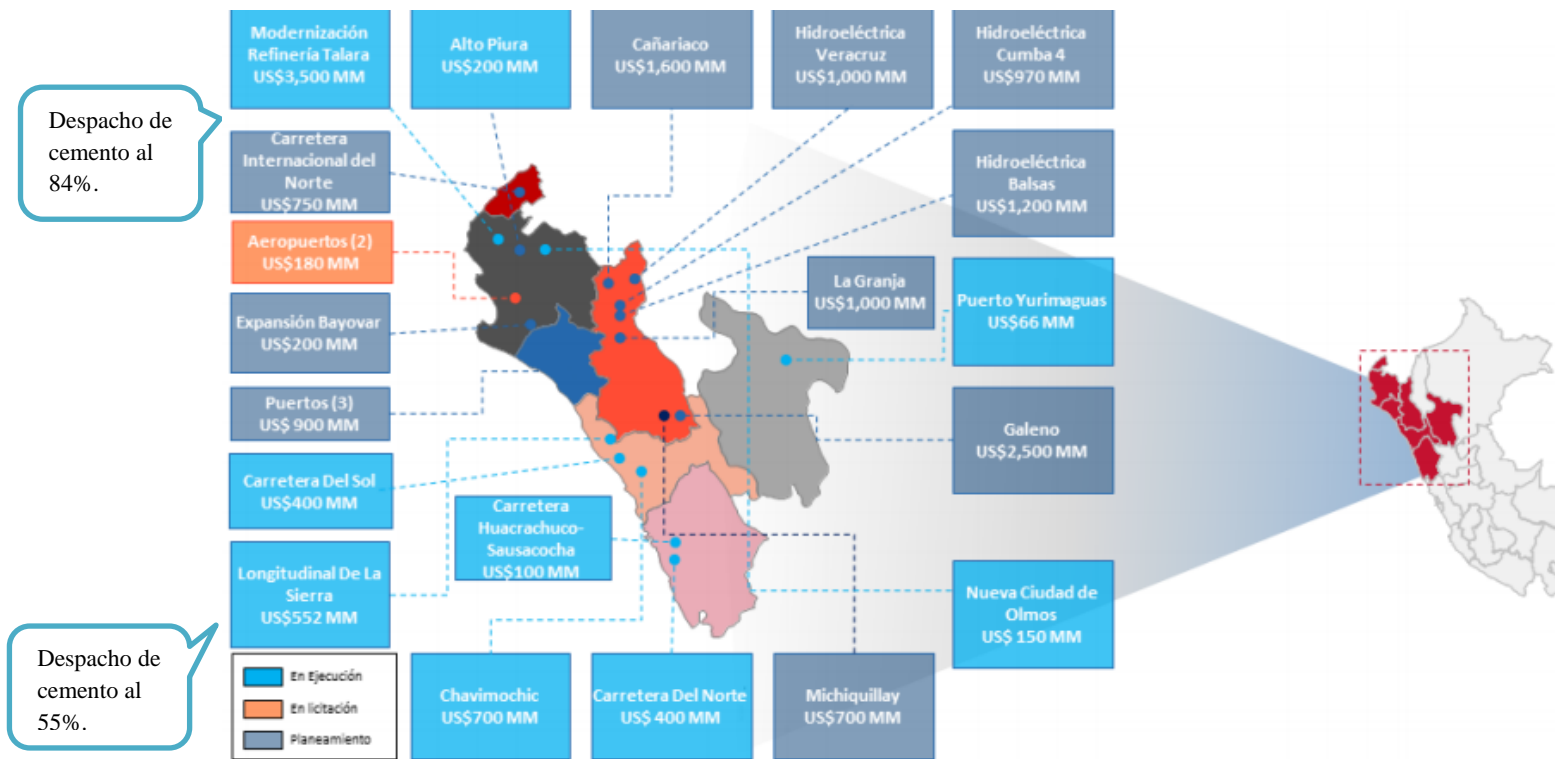 Modernización
Refinería Talara
US$3,500 MM
Alto Piura
US$200 MM
Cañariaco
US$1,600 MM
Hidroeléctrica
Veracruz
US$1,000 MM
Hidroeléctrica
Cumba 4
US$970 MM
Despacho de
cemento al
84%.
Carretera
Internacional del
Norte
US$750 MM
Hidroeléctrica
Balsas
US$1,200 MM
Aeropuertos (2)
US$180 MM
La Granja
US$1,000 MM
Puerto Yurimaguas
US$66 MM
Expansión Bayovar
US$200 MM
Puertos (3)
US$ 900 MM
Galeno
US$2,500 MM
Carretera Del Sol
US$400 MM
Carretera
Huacrachuco-
Sausacocha
US$100 MM
Longitudinal De La
Sierra
US$552 MM
Nueva Ciudad de
Olmos
US$ 150 MM
Despacho de
cemento al
55%.
En Ejecución
En licitación
Planeamiento
Chavimochic
US$700 MM
Carretera Del Norte
US$ 400 MM
Michiquillay
US$700 MM